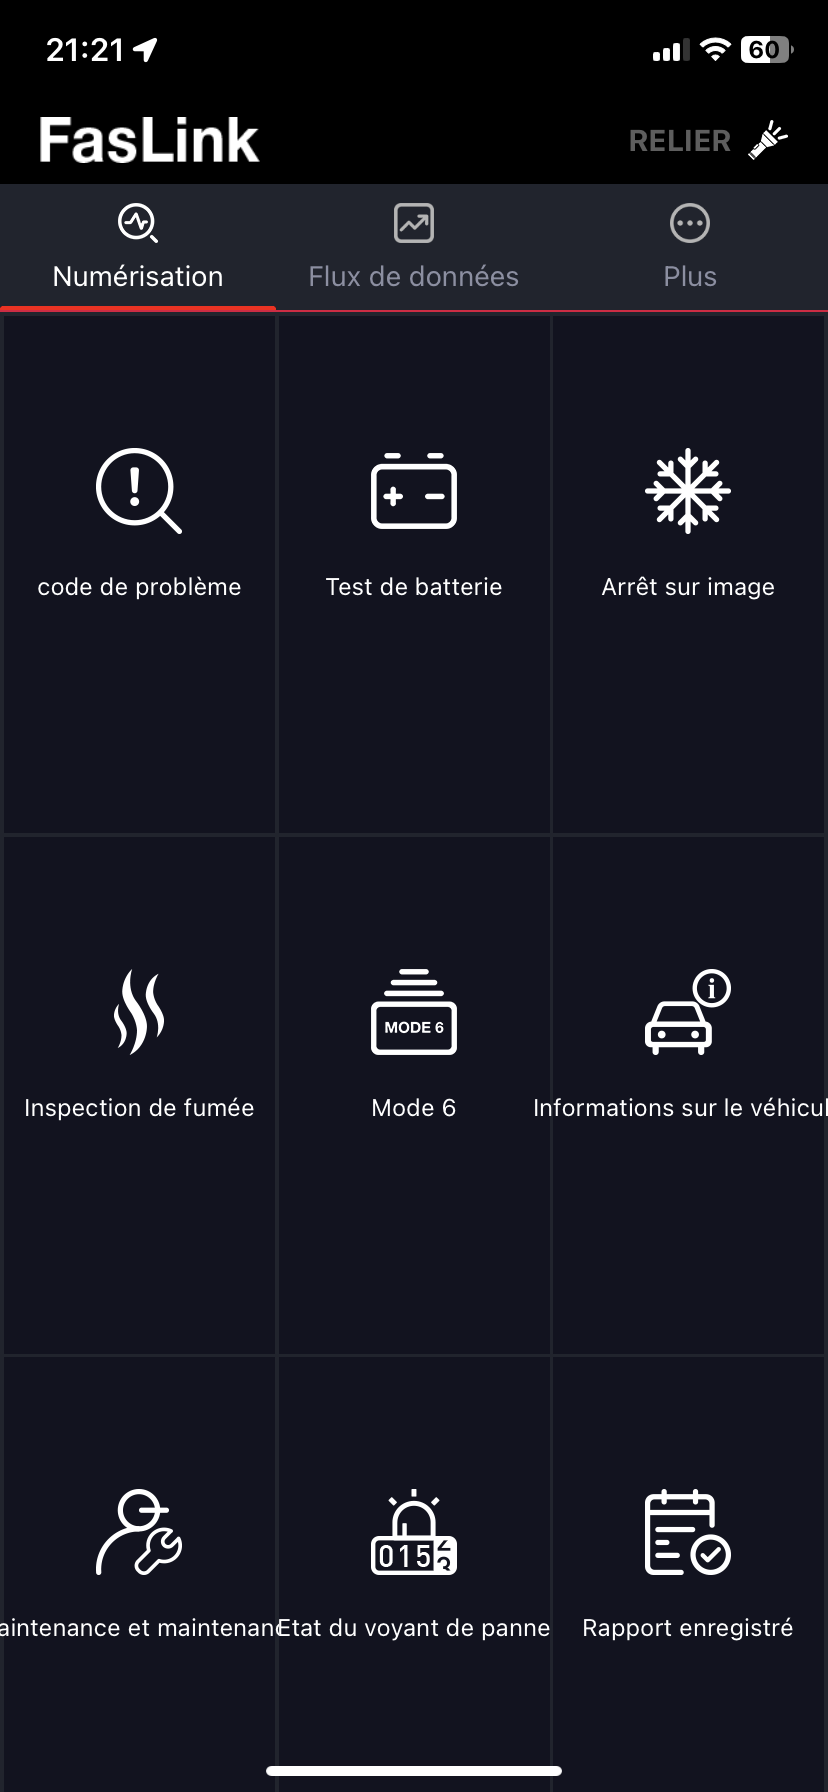 21:21
60
FasLink
RELIER
Numérisation
Flux de données
Plus
code de problème
Test de batterie
Arrêt sur image
Inspection de fumée
MODE 6
Mode 6
i
Informations sur le véhicul
aintenance et maintenanc
015
Etat du voyant de panne
Rapport enregistré